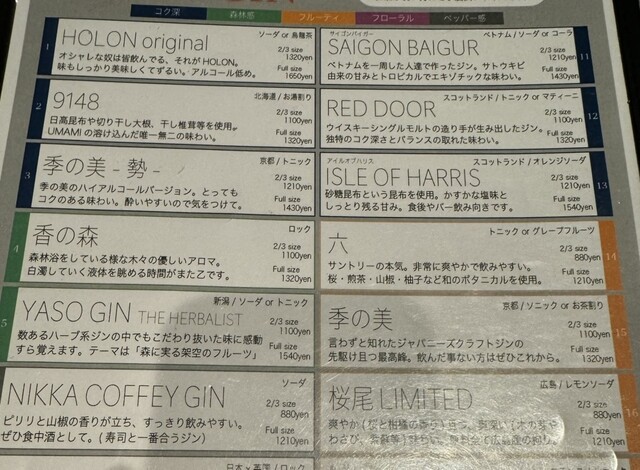 コク深 森林感 フルーティ フローラル ペッパー感
1
HOLON original
ソーダ or 烏龍茶
オシャレな奴は皆飲んでる、それがHOLON。
味もしっかり美味しくてずるい。アルコール低め。
2/3 size
1310yen
Full size
1650yen
2
9148
北海道 / お湯割り
日高昆布や切り干し大根、干し椎茸等を使用。
UMAMIの溶け込んだ唯一無二の味わい。
2/3 size
1100yen
Full size
1320yen
3
季の美 - 勢 -
京都 / トニック
季の美のハイアルコールバージョン。とっても
コクのある味わい。酔いやすいので気をつけて。
2/3 size
1210yen
Full size
1430yen
4
香の森
ロック
森林浴をしている様な木々の優しいアロマ。
白濁していく液体を眺める時間がまた乙です。
2/3 size
1100yen
Full size
1320yen
5
YASO GIN THE HERBALIST
新潟 / ソーダ or トニック
数あるハーブ系ジンの中でもこだわり抜いた味に感動
すら覚えます。テーマは「森に実る架空のフルーツ」
2/3 size
1100yen
Full size
1540yen
NIKKA COFFEY GIN
ソーダ
ピリリと山椒の香りが立ち、すっきり飲みやすい。
ぜひ食中酒として。(寿司と一番合うジン)
2/3 size
880yen
Full size
1210yen
日本 x 英国 / ロック
11
サイゴンバイガー
SAIGON BAIGUR
ベトナム / ソーダ or コーラ
ベトナムを一周した人達で作ったジン。サトウキビ
由来の甘みとトロピカルでエキゾチックな味わい。
2/3 size
1210yen
Full size
1430yen
12
RED DOOR
スコットランド / トニック or マティーニ
ウイスキーシングルモルトの造り手が生み出したジン。
独特のコク深さとバランスの取れた味わい。
2/3 size
1100yen
Full size
1320yen
13
アイルオブハリス
ISLE OF HARRIS
スコットランド / オレンジソーダ
砂糖昆布という昆布を使用。かすかな塩味と
しっとり残る甘み。食後やバー飲み向きです。
2/3 size
1210yen
Full size
1540yen
14
六
トニック or グレープフルーツ
サントリーの本気。非常に爽やかで飲みやすい。
桜・煎茶・山椒・柚子など和のボタニカルを使用。
2/3 size
880yen
Full size
1210yen
15
季の美
京都 / ソニック or お茶割り
言わずと知れたジャパニーズクラフトジンの
先駆け且つ最高峰。飲んだ事ない方はぜひこれから。
2/3 size
1100yen
Full size
1320yen
16
桜尾 LIMITED
広島 / レモンソーダ
爽やか
わさび、
2/3 size
880yen
Full size
1210yen